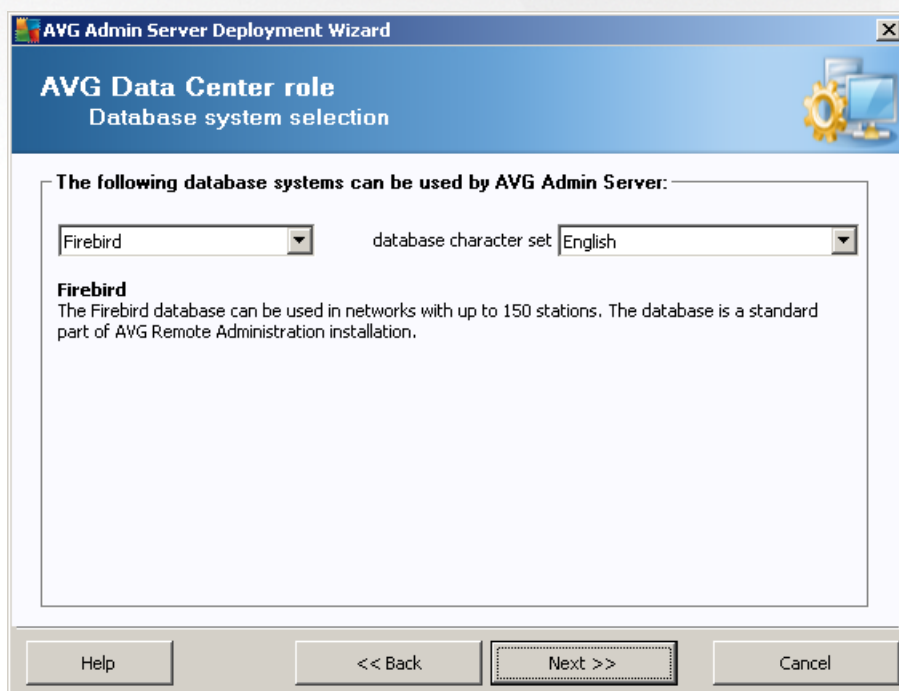 AVG Admin Server Deployment Wizard
AVG Data Center role
Database system selection
The following database systems can be used by AVG Admin Server:
Firebird
database character set English
Firebird
The Firebird database can be used in networks with up to 150 stations. The database is a standard
part of AVG Remote Administration installation.
Help
<< Back
Next >>
Cancel